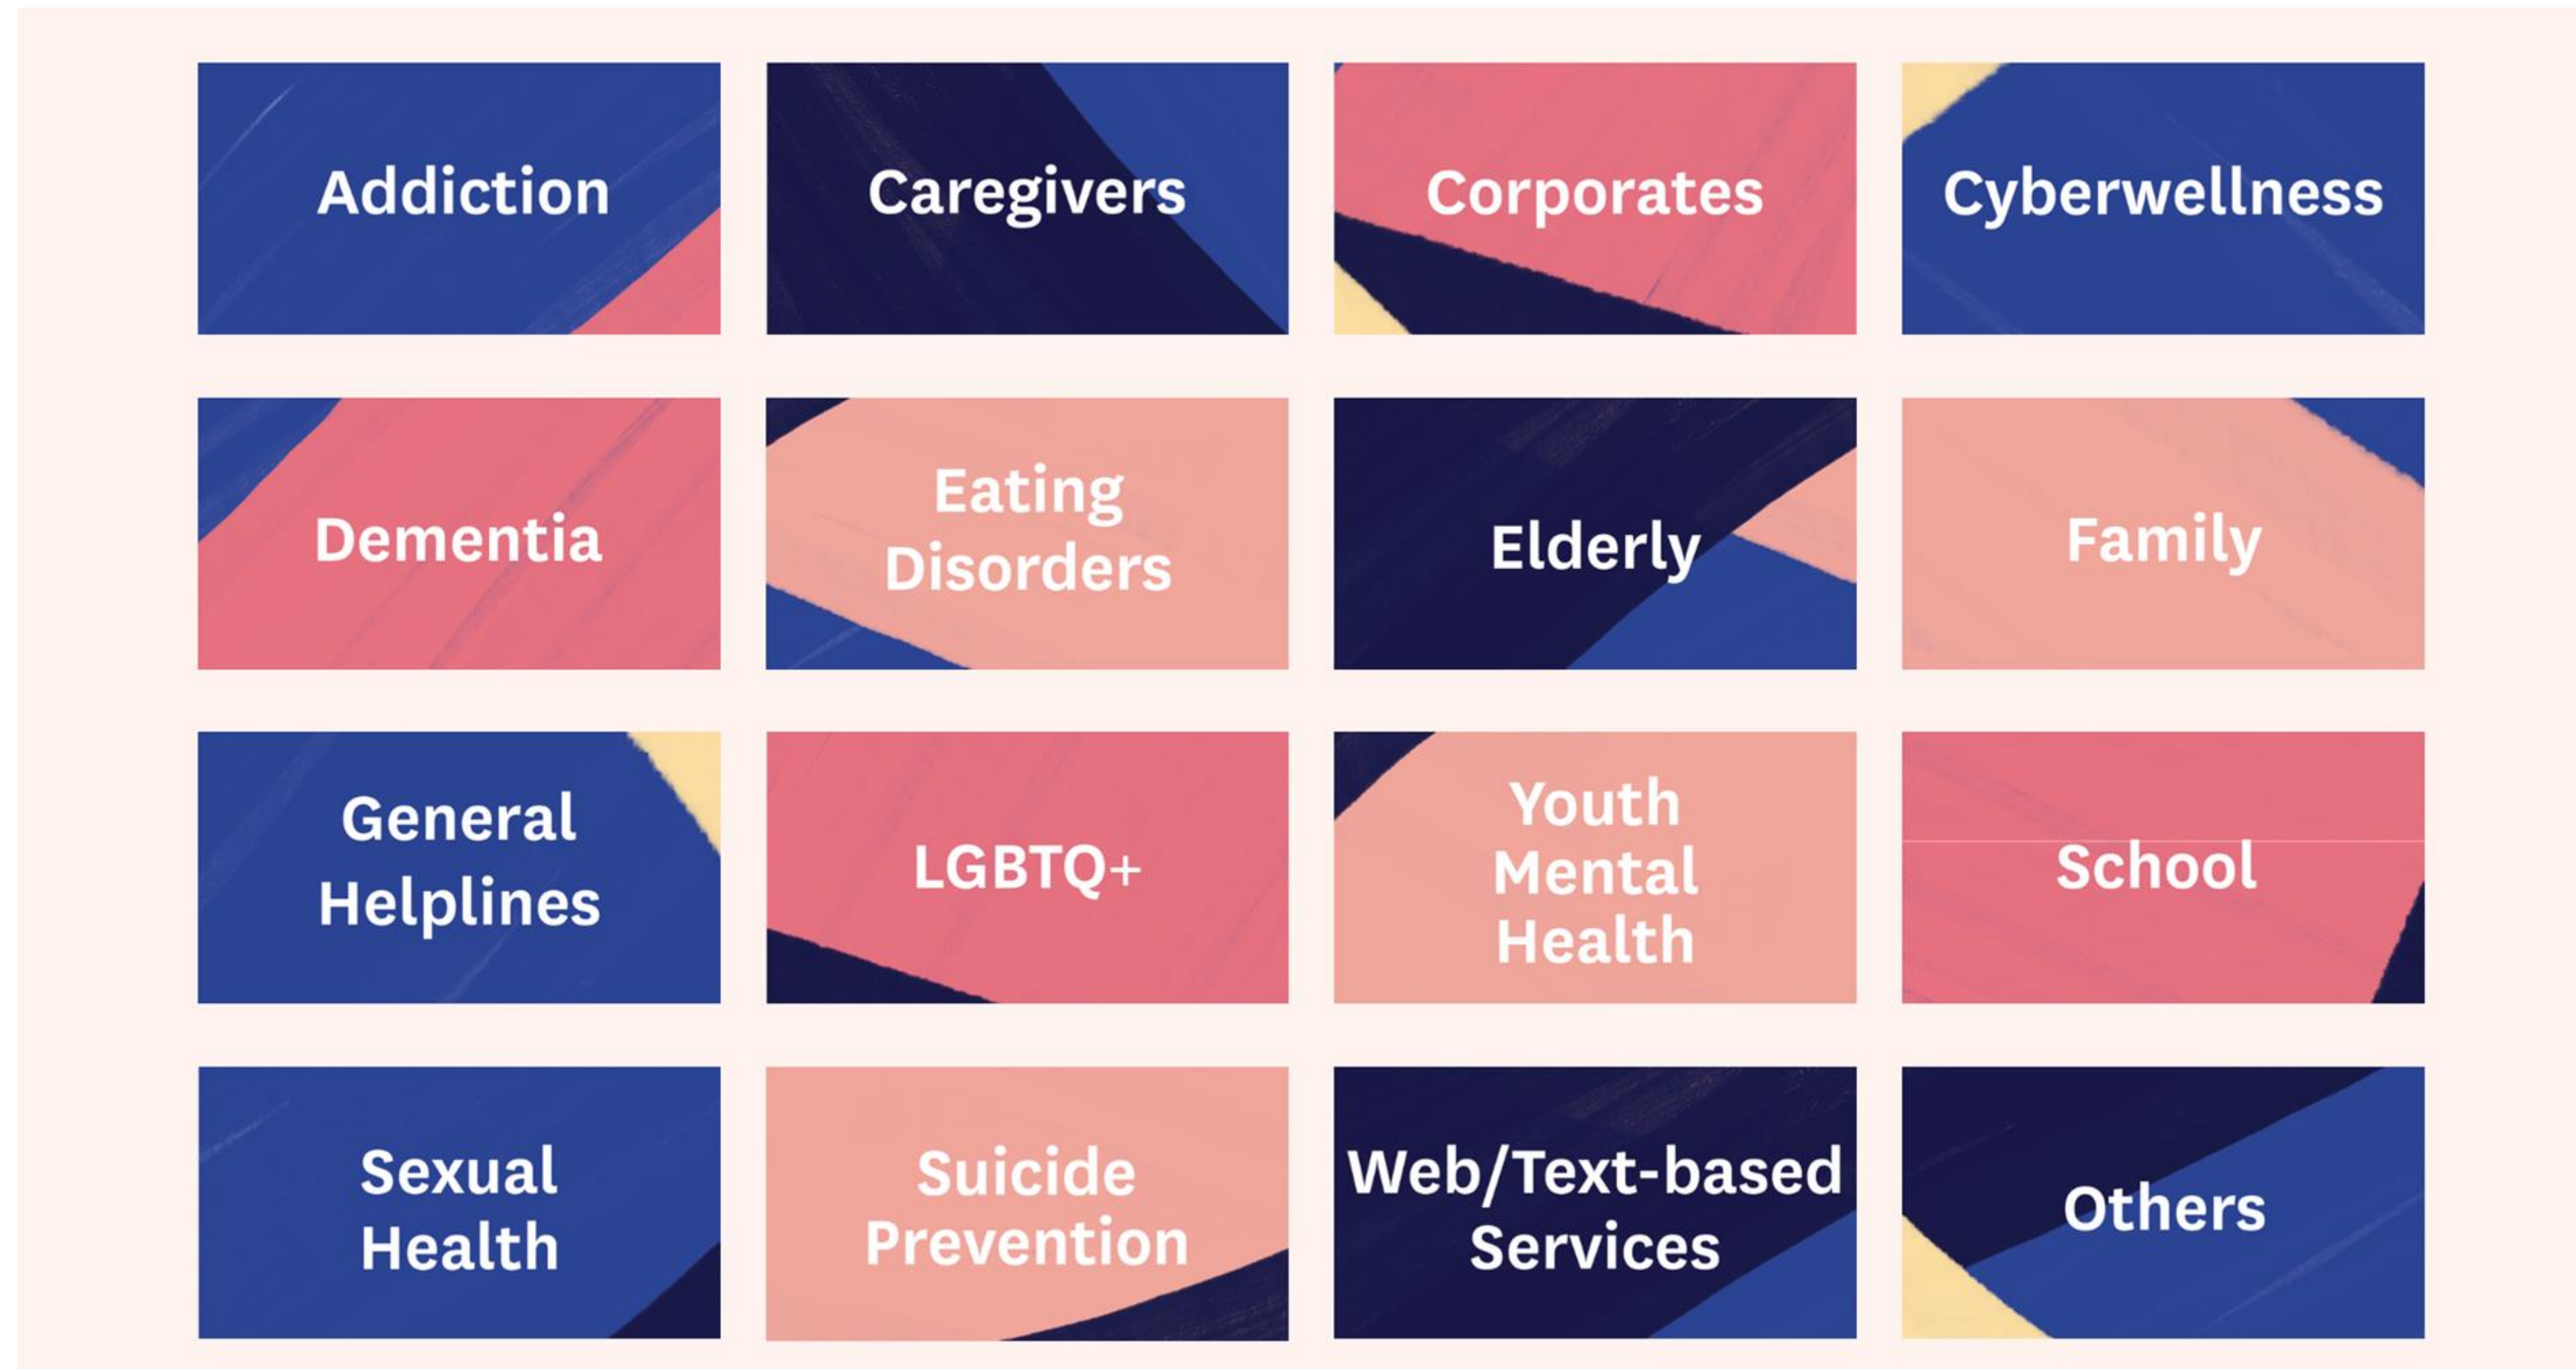 Addiction
Caregivers
Corporates
Cyberwellness
Dementia
Eating
Disorders
Elderly
Family
General
Helplines
LGBTQ+
Youth
Mental
Health
School
Sexual
Health
Suicide
Prevention
Web/Text-based
Services
Others